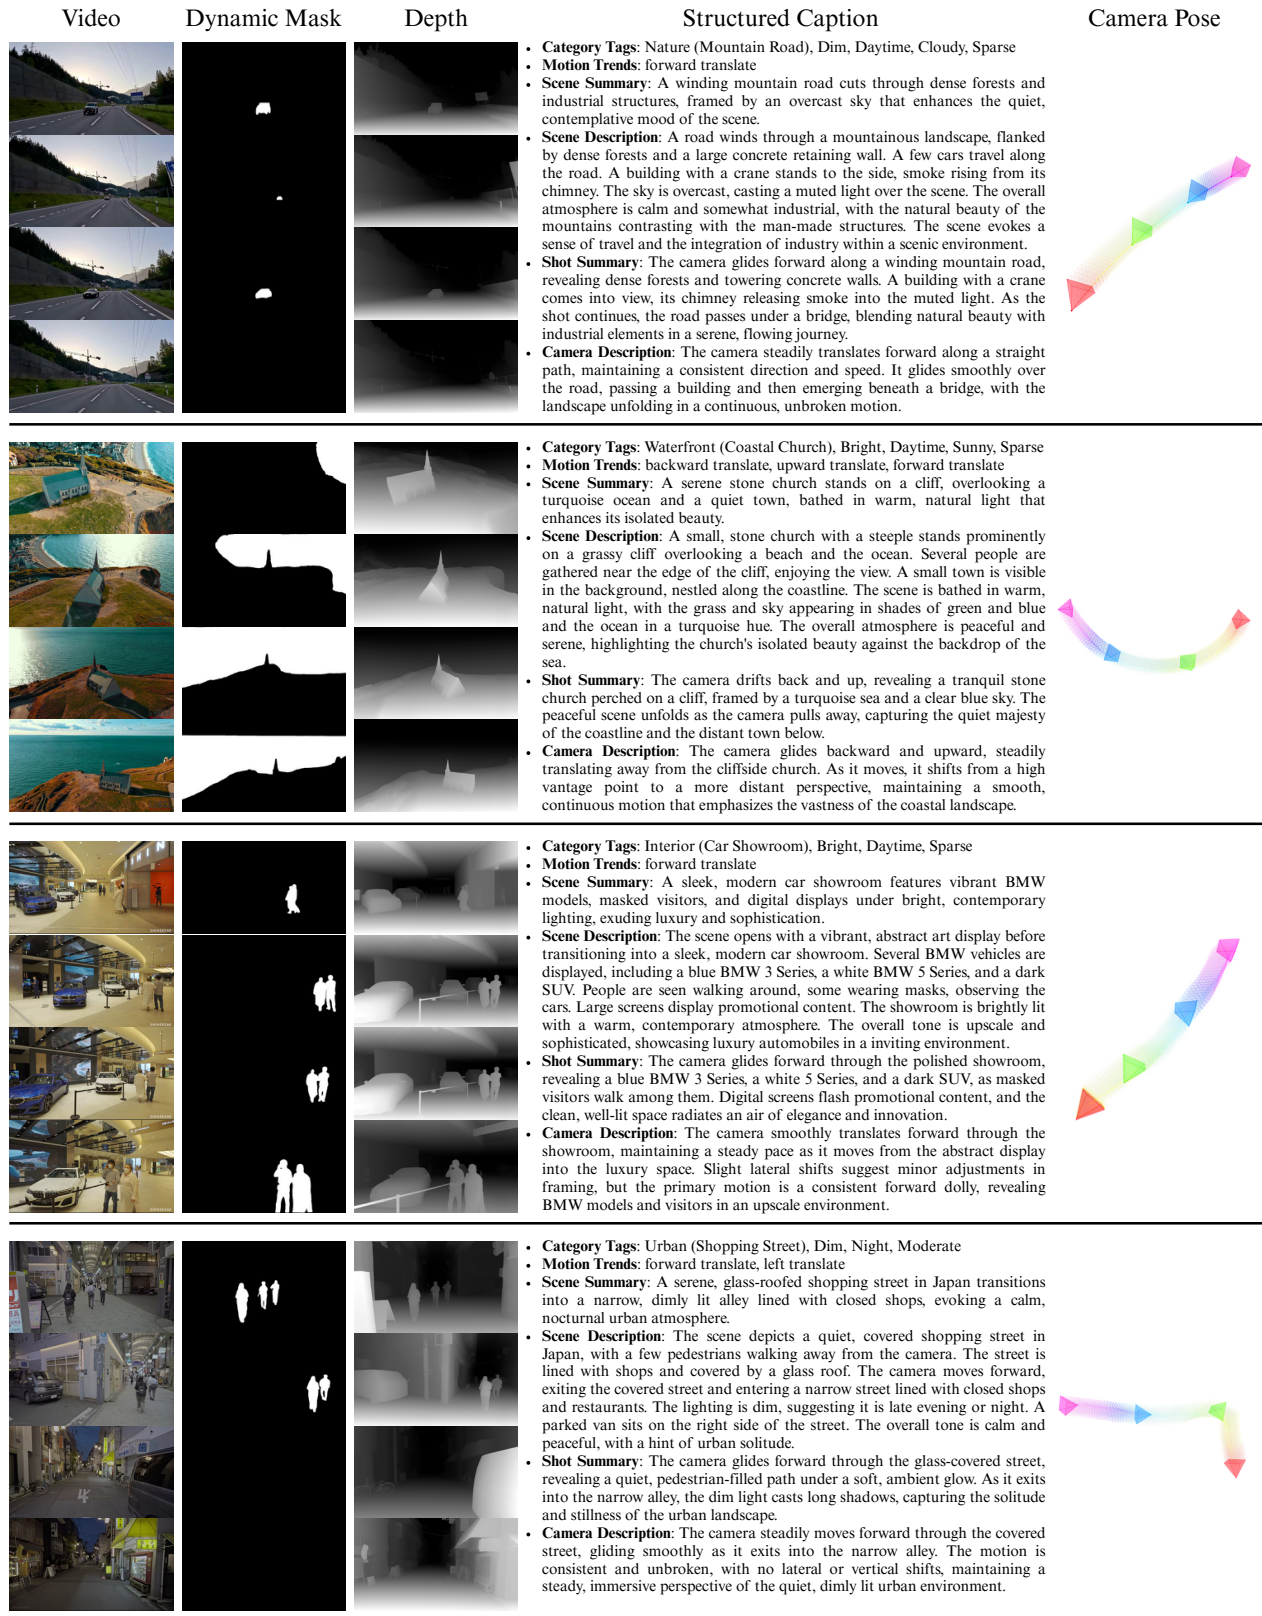 Video Dynamic Mask Depth Structured Caption Camera Pose
• Category Tags: Nature (Mountain Road), Dim, Daytime, Cloudy, Sparse
• Motion Trends: forward translate
• Scene Summary: A winding mountain road cuts through dense forests and
industrial structures, framed by an overcast sky that enhances the quiet,
contemplative mood of the scene.
• Scene Description: A road winds through a mountainous landscape, flanked
by dense forests and a large concrete retaining wall. A few cars travel along
the road. A building with a crane stands to the side, smoke rising from its
chimney. The sky is overcast, casting a muted light over the scene. The overall
atmosphere is calm and somewhat industrial, with the natural beauty of the
mountains contrasting with the man-made structures. The scene evokes a
sense of travel and the integration of industry within a scenic environment.
• Shot Summary: The camera glides forward along a winding mountain road,
revealing dense forests and towering concrete walls. A building with a crane
comes into view, its chimney releasing smoke into the muted light. As the
shot continues, the road passes under a bridge, blending natural beauty with
industrial elements in a serene, flowing journey.
• Camera Description: The camera steadily translates forward along a straight
path, maintaining a consistent direction and speed. It glides smoothly over
the road, passing a building and then emerging beneath a bridge, with the
landscape unfolding in a continuous, unbroken motion.
• Category Tags: Waterfront (Coastal Church), Bright, Daytime, Sunny, Sparse
• Motion Trends: backward translate, upward translate, forward translate
• Scene Summary: A serene stone church stands on a cliff, overlooking a
turquoise ocean and a quiet town, bathed in warm, natural light that
enhances its isolated beauty.
• Scene Description: A small, stone church with a steeple stands prominently
on a grassy cliff overlooking a beach and the ocean. Several people are
gathered near the edge of the cliff, enjoying the view. A small town is visible
in the background, nestled along the coastline. The scene is bathed in warm,
natural light, with the grass and sky appearing in shades of green and blue
and the ocean in a turquoise hue. The overall atmosphere is peaceful and
serene, highlighting the church's isolated beauty against the backdrop of the
sea.
• Shot Summary: The camera drifts back and up, revealing a tranquil stone
church perched on a cliff, framed by a turquoise sea and a clear blue sky. The
peaceful scene unfolds as the camera pulls away, capturing the quiet majesty
of the coastline and the distant town below.
• Camera Description: The camera glides backward and upward, steadily
translating away from the cliffside church. As it moves, it shifts from a high
vantage point to a more distant perspective, maintaining a smooth,
continuous motion that emphasizes the vastness of the coastal landscape.
• Category Tags: Interior (Car Showroom), Bright, Daytime, Sparse
• Motion Trends: forward translate
• Scene Summary: A sleek, modern car showroom features vibrant BMW
models, masked visitors, and digital displays under bright, contemporary
lighting, exuding luxury and sophistication.
• Scene Description: The scene opens with a vibrant, abstract art display before
transitioning into a sleek, modern car showroom. Several BMW vehicles are
displayed, including a blue BMW 3 Series, a white BMW 5 Series, and a dark
SUV. People are seen walking around, some wearing masks, observing the
cars. Large screens display promotional content. The showroom is brightly lit
with a warm, contemporary atmosphere. The overall tone is upscale and
sophisticated, showcasing luxury automobiles in a inviting environment.
• Shot Summary: The camera glides forward through the polished showroom,
revealing a blue BMW 3 Series, a white 5 Series, and a dark SUV, as masked
visitors walk among them. Digital screens flash promotional content, and the
clean, well-lit space radiates an air of elegance and innovation.
• Camera Description: The camera smoothly translates forward through the
showroom, maintaining a steady pace as it moves from the abstract display
into the luxury space. Slight lateral shifts suggest minor adjustments in
framing, but the primary motion is a consistent forward dolly, revealing
BMW models and visitors in an upscale environment.
• Category Tags: Urban (Shopping Street), Dim, Night, Moderate
• Motion Trends: forward translate, left translate
• Scene Summary: A serene, glass-roofed shopping street in Japan transitions
into a narrow, dimly lit alley lined with closed shops, evoking a calm,
nocturnal urban atmosphere.
• Scene Description: The scene depicts a quiet, covered shopping street in
Japan, with a few pedestrians walking away from the camera. The street is
lined with shops and covered by a glass roof. The camera moves forward,
exiting the covered street and entering a narrow street lined with closed shops
and restaurants. The lighting is dim, suggesting it is late evening or night. A
parked van sits on the right side of the street. The overall tone is calm and
peaceful, with a hint of urban solitude.
• Shot Summary: The camera glides forward through the glass-covered street,
revealing a quiet, pedestrian-filled path under a soft, ambient glow. As it exits
into the narrow alley, the dim light casts long shadows, capturing the solitude
and stillness of the urban landscape.
• Camera Description: The camera steadily moves forward through the covered
street, gliding smoothly as it exits into the narrow alley. The motion is
consistent and unbroken, with no lateral or vertical shifts, maintaining a
steady, immersive perspective of the quiet, dimly lit urban environment.